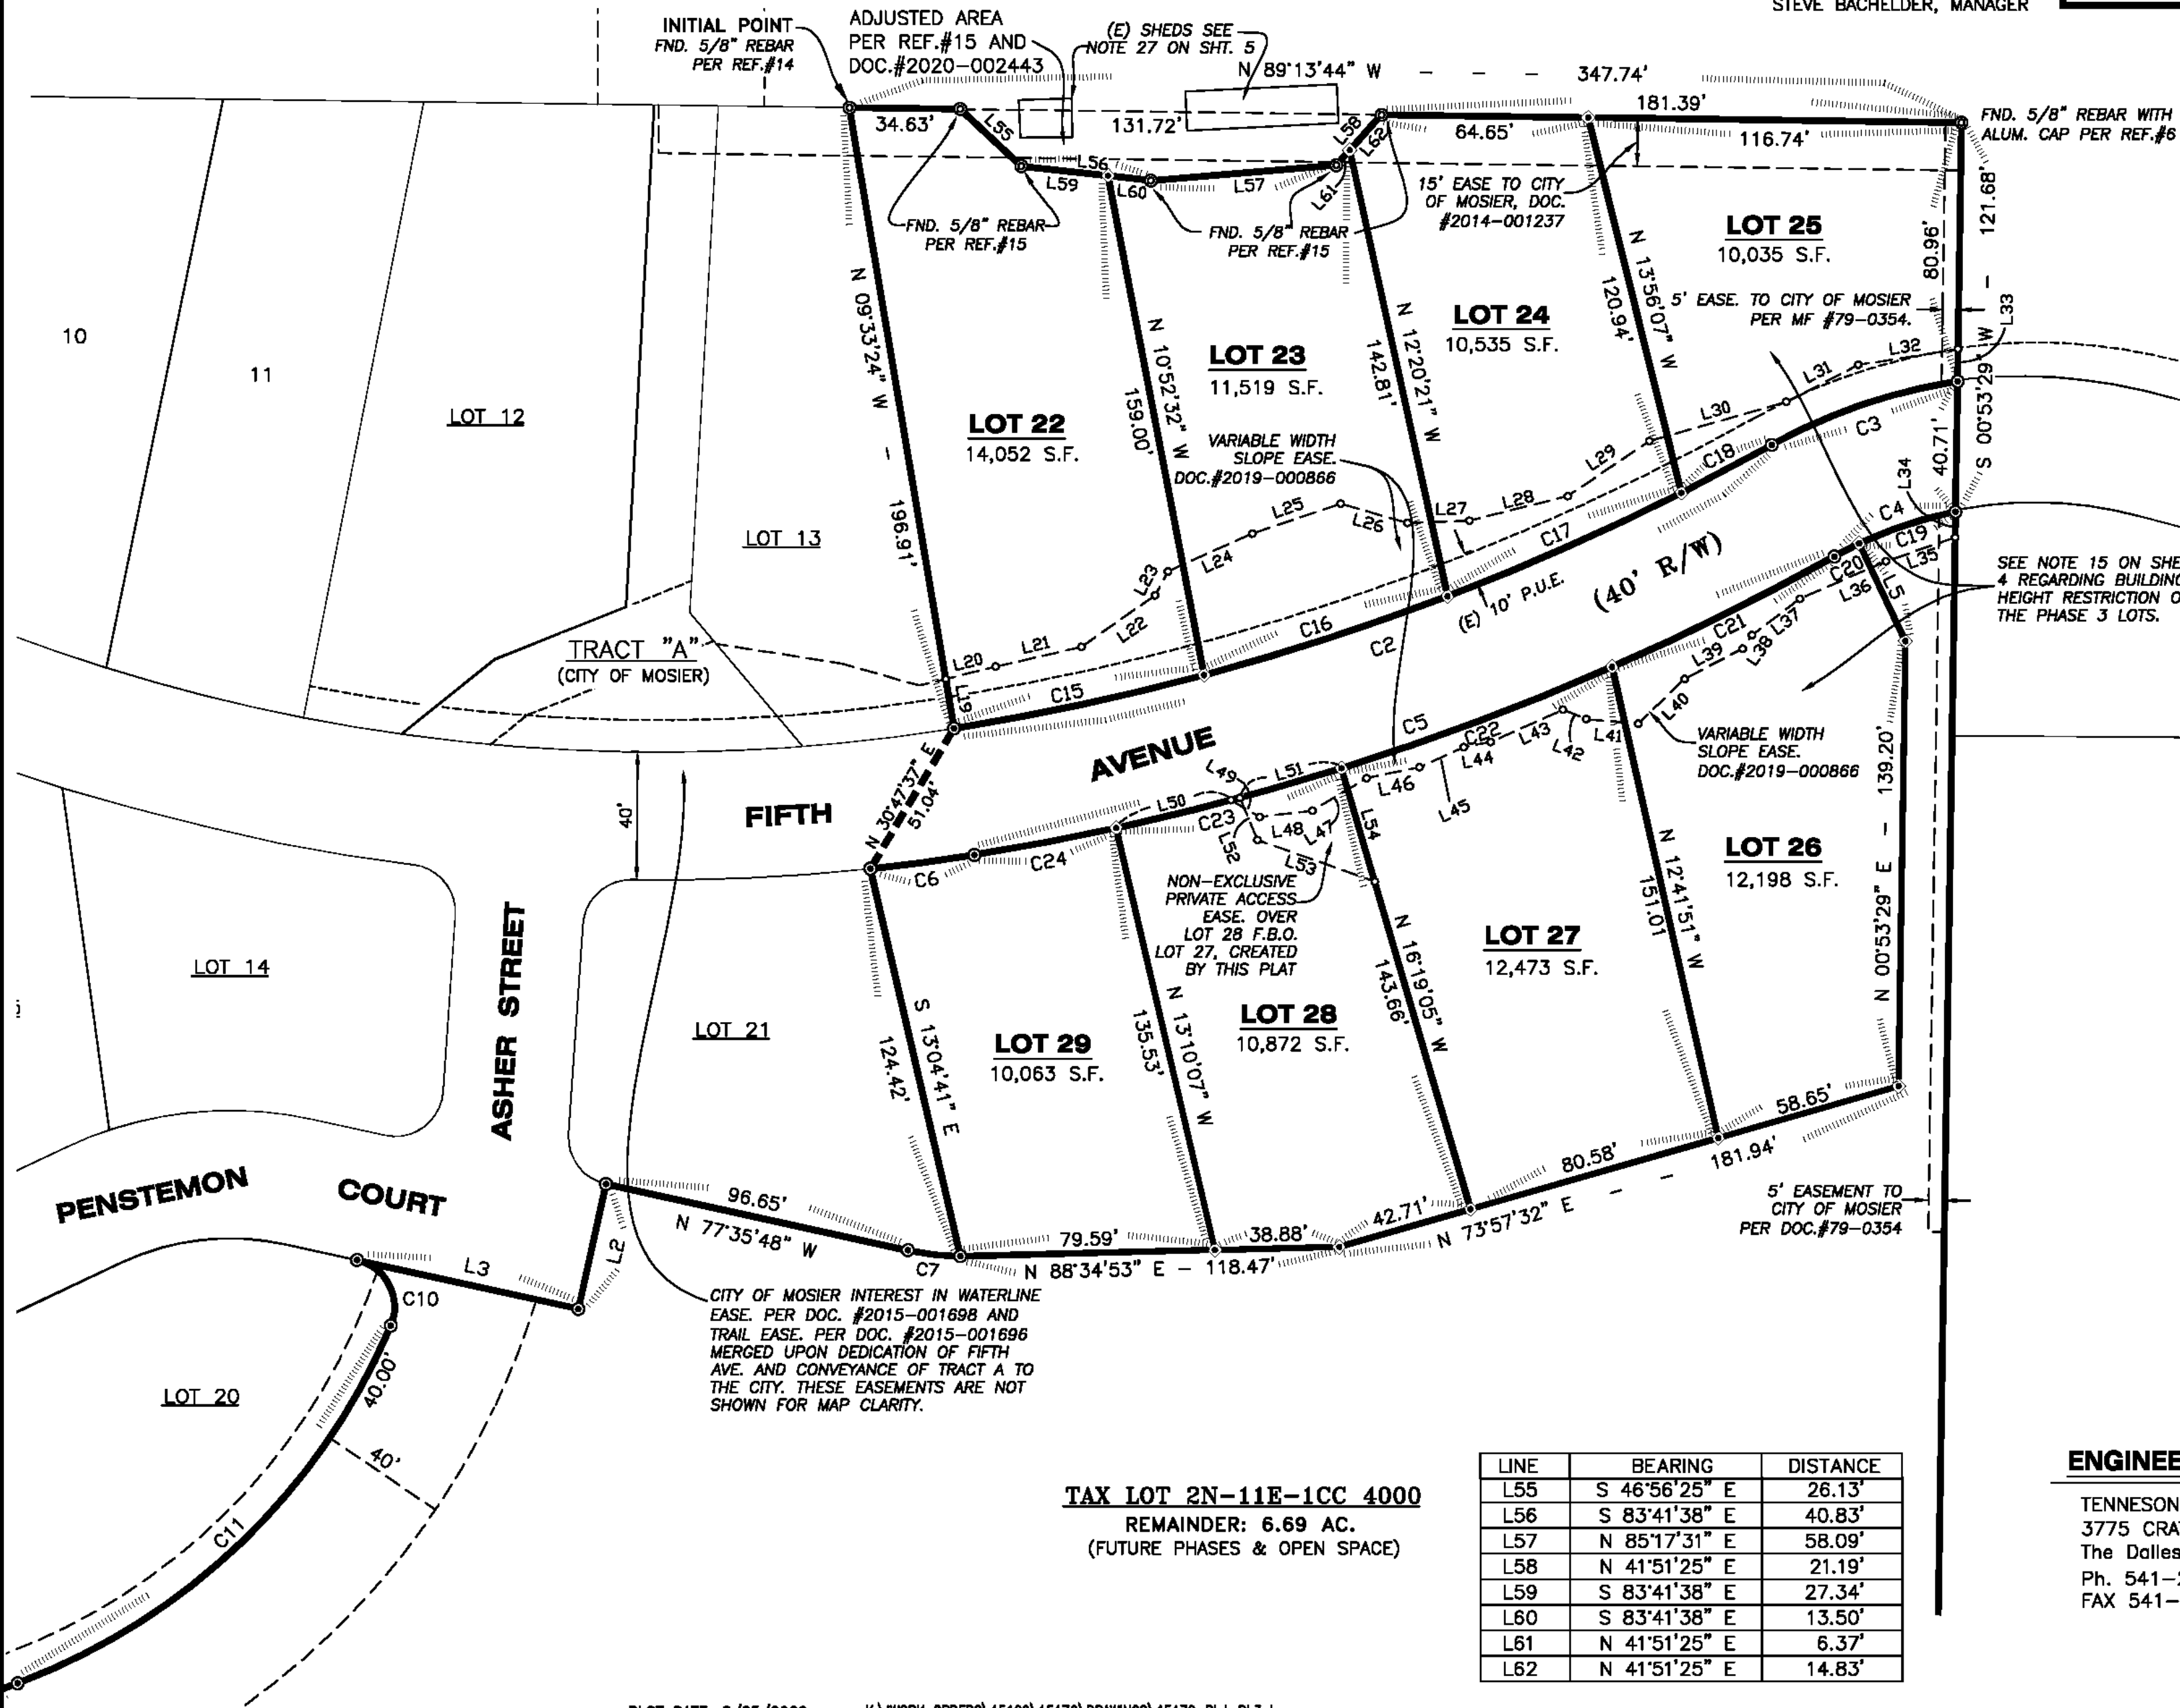 STEVE BACHELDER, MANAGER
INITIAL POINT
FND. 5/8" REBAR
PER REF.#14
ADJUSTED AREA
PER REF.#15 AND
DOC.#2020-002443
(E) SHEDS SEE
NOTE 27 ON SHT. 5
N 89°13'44" W - - - 347.74'
181.39'
FND. 5/8" REBAR WITH
ALUM. CAP PER REF.#6
34.63'
L55
131.72'
L58
L62
64.65'
116.74'
L56
L59
L60
L57
L61
FND. 5/8" REBAR
PER REF.#15
FND. 5/8" REBAR
PER REF.#15
15' EASE TO CITY
OF MOSIER, DOC.
#2014-001237
121.68'
80.96'
LOT 25
10,035 S.F.
5' EASE. TO CITY OF MOSIER
PER MF #79-0354.
L33
S 00°53'29" W -
40.71'
L34
10
11
LOT 12
LOT 13
N 09°33'24" W - 196.91'
LOT 22
14,052 S.F.
N 10°52'32" W
159.00'
LOT 23
11,519 S.F.
N 12°20'21" W
142.81'
LOT 24
10,535 S.F.
N 13°56'07" W
120.94'
VARIABLE WIDTH
SLOPE EASE.
DOC.#2019-000866
L19
L20
L21
L22
L23
L24
L25
L26
L27
L28
L29
L30
L31
L32
C15
C16
C2
C17
C18
C3
C4
C19
L35
C20
L36
L5
(E) 10' P.U.E.
(40' R/W)
SEE NOTE 15 ON SHE
4 REGARDING BUILDING
HEIGHT RESTRICTION O
THE PHASE 3 LOTS.
TRACT "A"
(CITY OF MOSIER)
C21
L37
L38
L39
L40
L41
L42
L43
C22
L44
L45
L46
C5
VARIABLE WIDTH
SLOPE EASE.
DOC.#2019-000866
139.20'
N 00°53'29" E -
40'
FIFTH
AVENUE
N 30°47'37" E
51.04'
L49
L51
L50
C23
L52
L48
L47
L53
L54
C24
C6
NON-EXCLUSIVE
PRIVATE ACCESS
EASE. OVER
LOT 28 F.B.O.
LOT 27, CREATED
BY THIS PLAT
LOT 26
12,198 S.F.
N 12°41'51" W
151.01
LOT 27
12,473 S.F.
N 16°19'05" W
143.66'
LOT 28
10,872 S.F.
N 13°10'07" W
135.53'
LOT 29
10,063 S.F.
S 13°04'41" E
124.42'
LOT 14
LOT 21
ASHER STREET
PENSTEMON
COURT
96.65'
N 77°35'48" W
L2
L3
C7
79.59'
38.88'
N 88°34'53" E - 118.47'
42.71'
80.58'
58.65'
N 73°57'32" E - - 181.94'
5' EASEMENT TO
CITY OF MOSIER
PER DOC.#79-0354
C10
40.00'
CITY OF MOSIER INTEREST IN WATERLINE
EASE. PER DOC. #2015-001698 AND
TRAIL EASE. PER DOC. #2015-001696
MERGED UPON DEDICATION OF FIFTH
AVE. AND CONVEYANCE OF TRACT A TO
THE CITY. THESE EASEMENTS ARE NOT
SHOWN FOR MAP CLARITY.
LOT 20
40'
C11
TAX LOT 2N-11E-1CC 4000
REMAINDER: 6.69 AC.
(FUTURE PHASES & OPEN SPACE)
LINE BEARING DISTANCE
L55 S 46°56'25" E 26.13'
L56 S 83°41'38" E 40.83'
L57 N 85°17'31" E 58.09'
L58 N 41°51'25" E 21.19'
L59 S 83°41'38" E 27.34'
L60 S 83°41'38" E 13.50'
L61 N 41°51'25" E 6.37'
L62 N 41°51'25" E 14.83'
ENGINEE
TENNESON
3775 CRA
The Dalles
Ph. 541-
FAX 541-